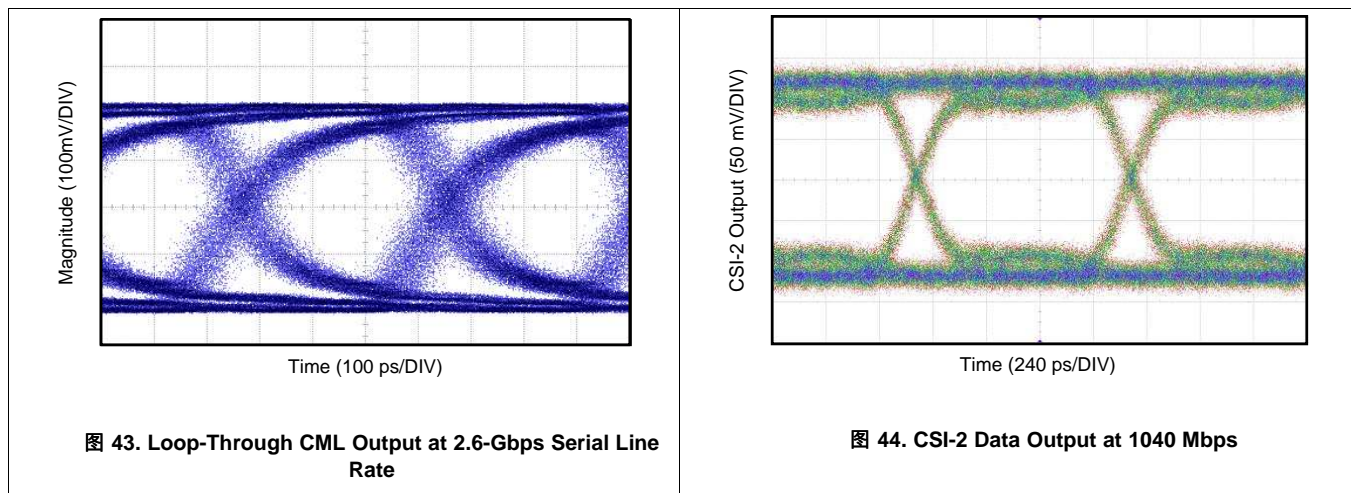 Magnitude (100mV/DIV)
Time (100 ps/DIV)
图 43. Loop-Through CML Output at 2.6-Gbps Serial Line
Rate
CSI-2 Output (50 mV/DIV)
Time (240 ps/DIV)
图 44. CSI-2 Data Output at 1040 Mbps